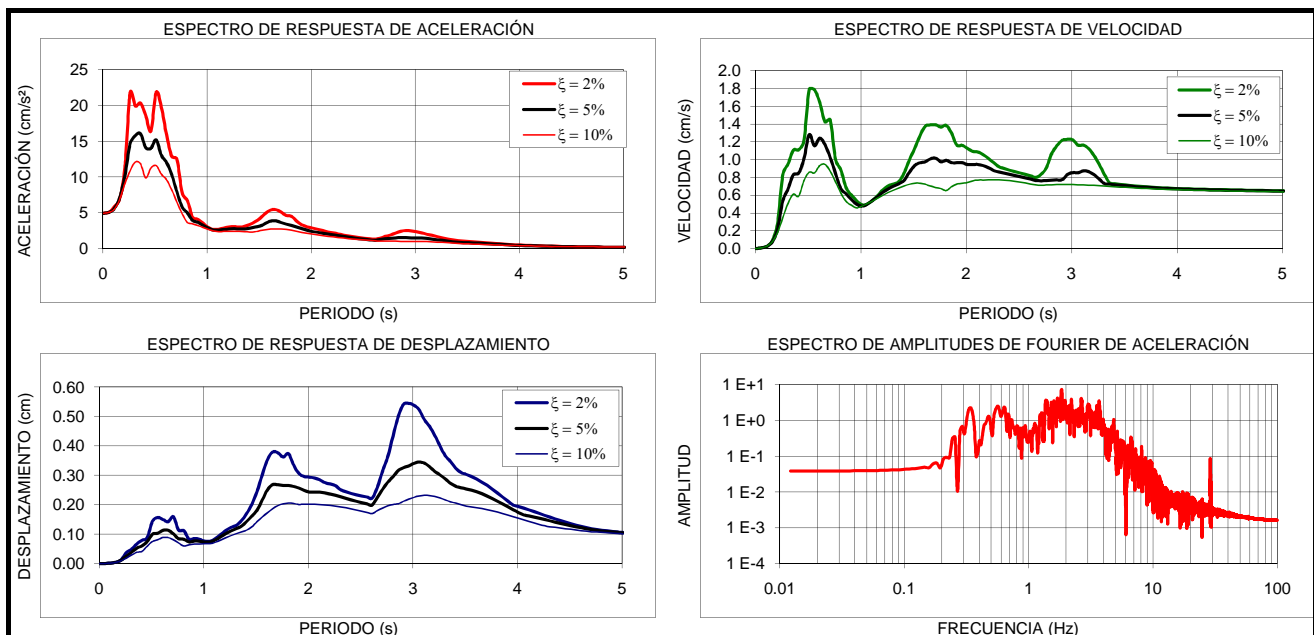 ESPECTRO DE RESPUESTA DE ACELERACIÓN
ACELERACIÓN (cm/s²)
25
20
15
10
5
0
ξ = 2%
ξ = 5%
ξ = 10%
0 1 2 3 4 5
PERIODO (s)
ESPECTRO DE RESPUESTA DE VELOCIDAD
VELOCIDAD (cm/s)
2.0
1.8
1.6
1.4
1.2
1.0
0.8
0.6
0.4
0.2
0.0
ξ = 2%
ξ = 5%
ξ = 10%
0 1 2 3 4 5
PERIODO (s)
ESPECTRO DE RESPUESTA DE DESPLAZAMIENTO
DESPLAZAMIENTO (cm)
0.60
0.50
0.40
0.30
0.20
0.10
0.00
ξ = 2%
ξ = 5%
ξ = 10%
0 1 2 3 4 5
PERIODO (s)
ESPECTRO DE AMPLITUDES DE FOURIER DE ACELERACIÓN
AMPLITUD
1 E+1
1 E+0
1 E-1
1 E-2
1 E-3
1 E-4
0.01 0.1 1 10 100
FRECUENCIA (Hz)